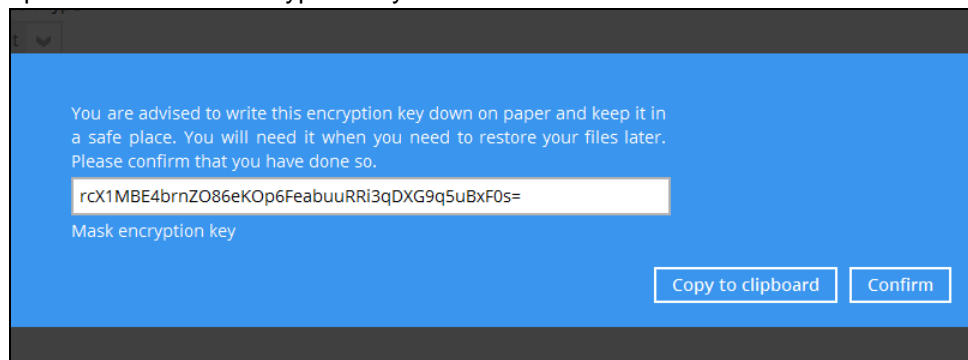 You are advised to write this encryption key down on paper and keep it in
a safe place. You will need it when you need to restore your files later.
Please confirm that you have done so.
rcX1MBE4brnZO86eKOp6FeabuuRRi3qDXG9q5uBxF0s=
Mask encryption key
Copy to clipboard Confirm